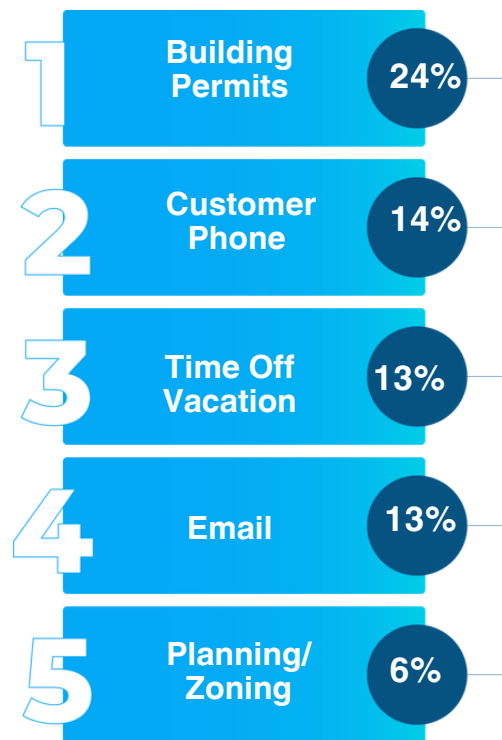 1
Building
Permits
24%
2
Customer
Phone
14%
3
Time Off
Vacation
13%
4
Email
13%
5
Planning/
Zoning
6%